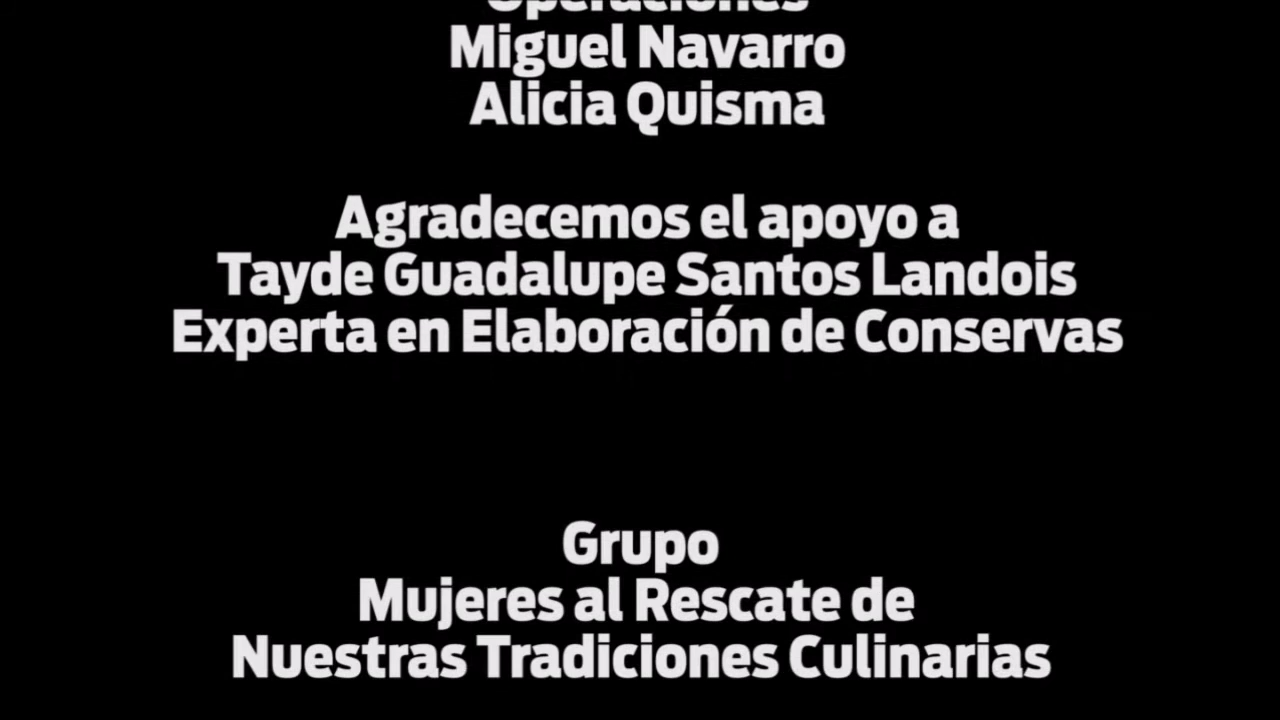 Operaciones
Miguel Navarro
Alicia Quisma
Agradecemos el apoyo a
Tayde Guadalupe Santos Landois
Experta en Elaboración de Conservas
Grupo
Mujeres al Rescate de
Nuestras Tradiciones Culinarias